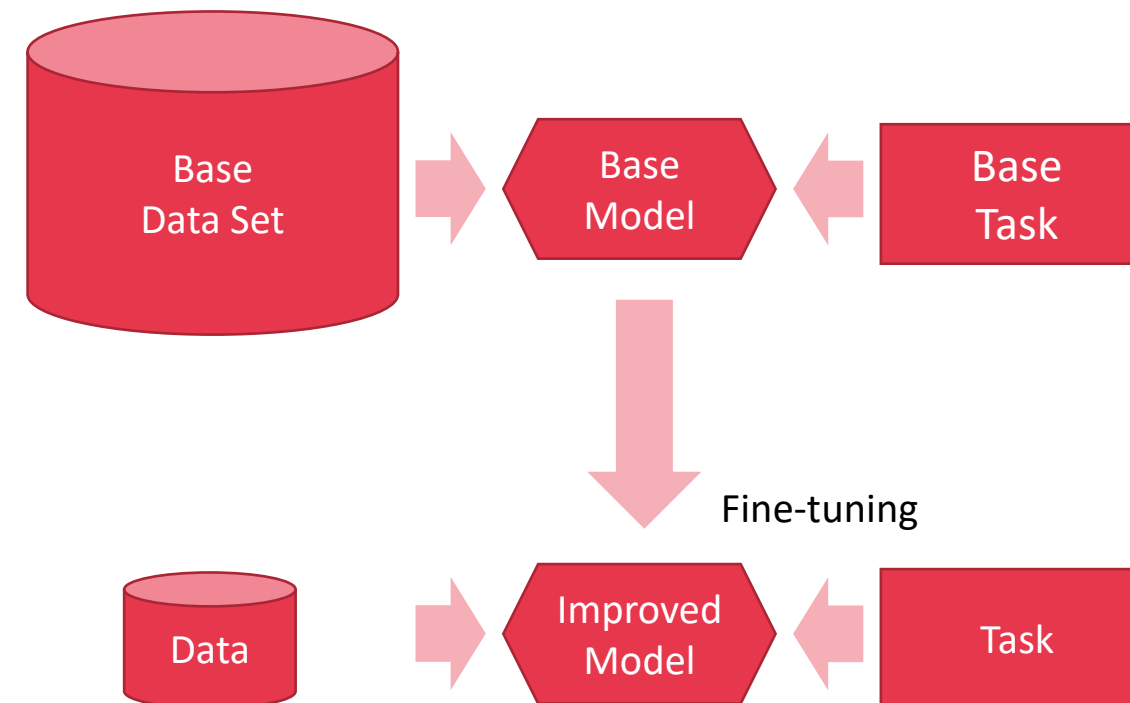 Base
Data Set
Base
Model
Base
Task
Fine-tuning
Data
Improved
Model
Task